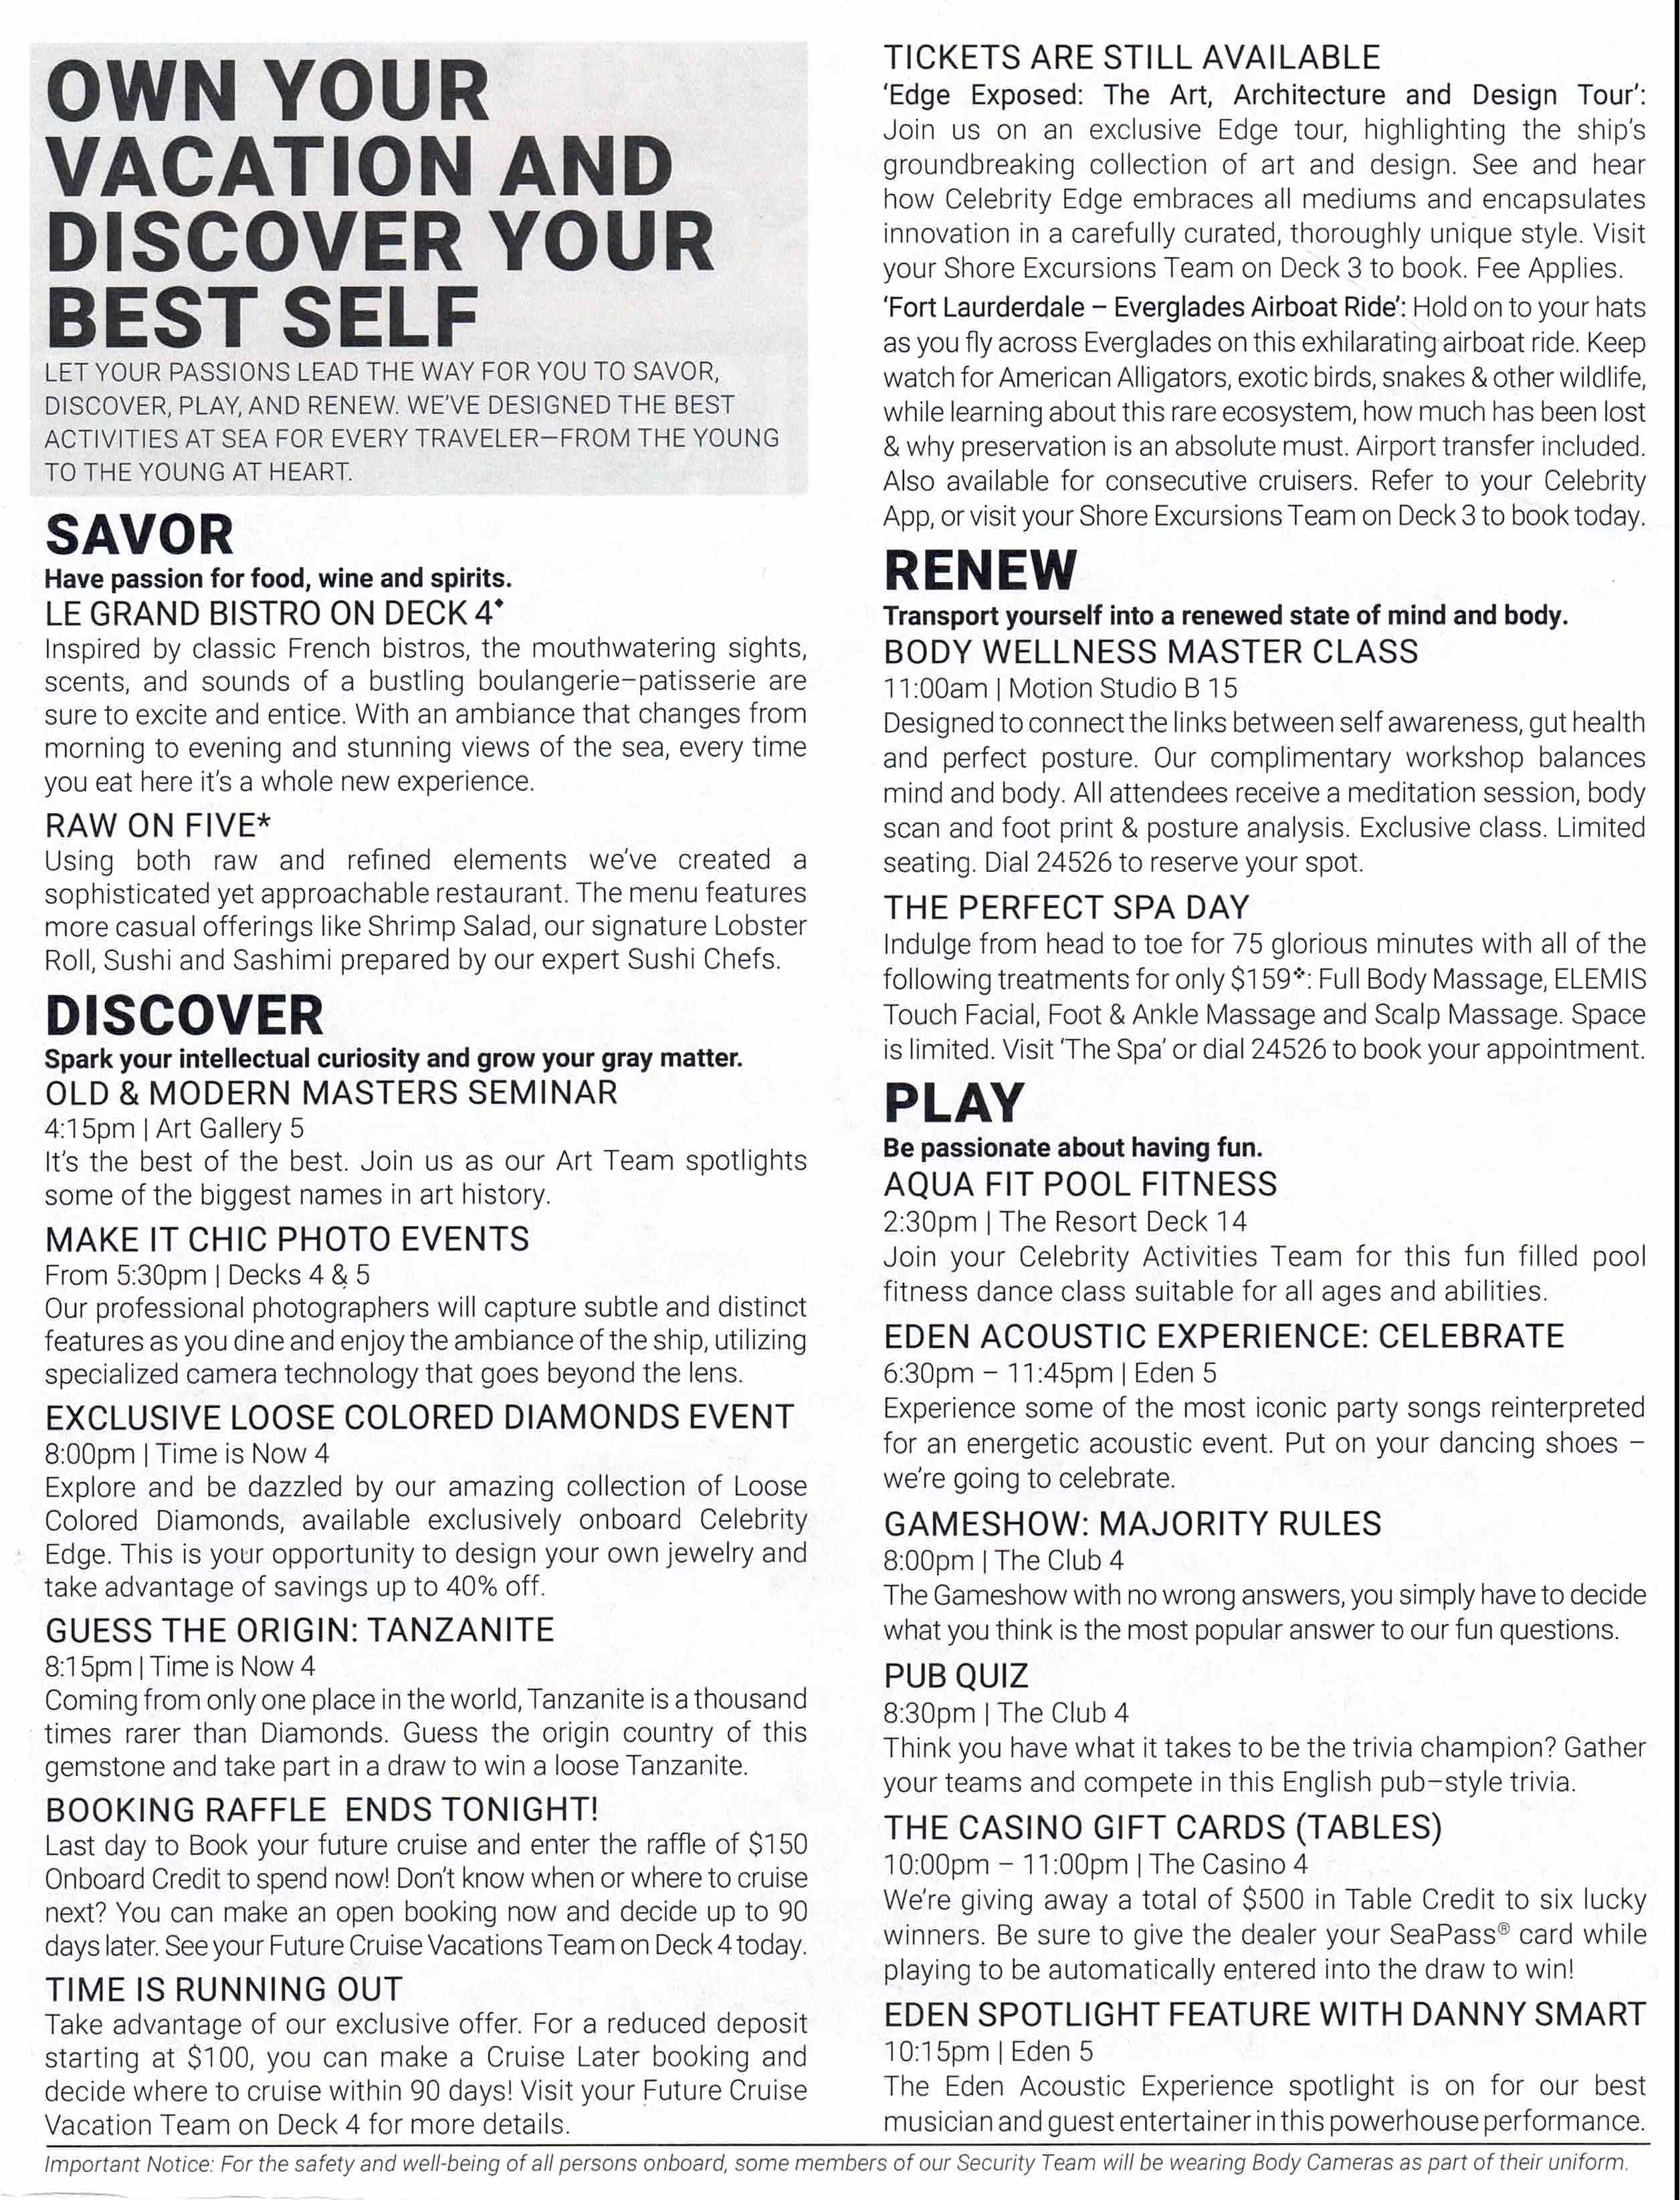 OWN YOUR
VACATION AND
DISCOVER YOUR
BEST SELF
LET YOUR PASSIONS LEAD THE WAY FOR YOU TO SAVOR,
DISCOVER, PLAY, AND RENEW. WE'VE DESIGNED THE BEST
ACTIVITIES AT SEA FOR EVERY TRAVELER–FROM THE YOUNG
TO THE YOUNG AT HEART.
SAVOR
Have passion for food, wine and spirits.
LE GRAND BISTRO ON DECK 4◆
Inspired by classic French bistros, the mouthwatering sights,
scents, and sounds of a bustling boulangerie–patisserie are
sure to excite and entice. With an ambiance that changes from
morning to evening and stunning views of the sea, every time
you eat here it's a whole new experience.
RAW ON FIVE*
Using both raw and refined elements we've created a
sophisticated yet approachable restaurant. The menu features
more casual offerings like Shrimp Salad, our signature Lobster
Roll, Sushi and Sashimi prepared by our expert Sushi Chefs.
DISCOVER
Spark your intellectual curiosity and grow your gray matter.
OLD & MODERN MASTERS SEMINAR
4:15pm | Art Gallery 5
It's the best of the best. Join us as our Art Team spotlights
some of the biggest names in art history.
MAKE IT CHIC PHOTO EVENTS
From 5:30pm | Decks 4 & 5
Our professional photographers will capture subtle and distinct
features as you dine and enjoy the ambiance of the ship, utilizing
specialized camera technology that goes beyond the lens.
EXCLUSIVE LOOSE COLORED DIAMONDS EVENT
8:00pm | Time is Now 4
Explore and be dazzled by our amazing collection of Loose
Colored Diamonds, available exclusively onboard Celebrity
Edge. This is your opportunity to design your own jewelry and
take advantage of savings up to 40% off.
GUESS THE ORIGIN: TANZANITE
8:15pm | Time is Now 4
Coming from only one place in the world, Tanzanite is a thousand
times rarer than Diamonds. Guess the origin country of this
gemstone and take part in a draw to win a loose Tanzanite.
BOOKING RAFFLE ENDS TONIGHT!
Last day to Book your future cruise and enter the raffle of $150
Onboard Credit to spend now! Don't know when or where to cruise
next? You can make an open booking now and decide up to 90
days later. See your Future Cruise Vacations Team on Deck 4 today.
TIME IS RUNNING OUT
Take advantage of our exclusive offer. For a reduced deposit
starting at $100, you can make a Cruise Later booking and
decide where to cruise within 90 days! Visit your Future Cruise
Vacation Team on Deck 4 for more details.
TICKETS ARE STILL AVAILABLE
'Edge Exposed: The Art, Architecture and Design Tour':
Join us on an exclusive Edge tour, highlighting the ship's
groundbreaking collection of art and design. See and hear
how Celebrity Edge embraces all mediums and encapsulates
innovation in a carefully curated, thoroughly unique style. Visit
your Shore Excursions Team on Deck 3 to book. Fee Applies.
'Fort Laurderdale – Everglades Airboat Ride': Hold on to your hats
as you fly across Everglades on this exhilarating airboat ride. Keep
watch for American Alligators, exotic birds, snakes & other wildlife,
while learning about this rare ecosystem, how much has been lost
& why preservation is an absolute must. Airport transfer included.
Also available for consecutive cruisers. Refer to your Celebrity
App, or visit your Shore Excursions Team on Deck 3 to book today.
RENEW
Transport yourself into a renewed state of mind and body.
BODY WELLNESS MASTER CLASS
11:00am | Motion Studio B 15
Designed to connect the links between self awareness, gut health
and perfect posture. Our complimentary workshop balances
mind and body. All attendees receive a meditation session, body
scan and foot print & posture analysis. Exclusive class. Limited
seating. Dial 24526 to reserve your spot.
THE PERFECT SPA DAY
Indulge from head to toe for 75 glorious minutes with all of the
following treatments for only $159❖: Full Body Massage, ELEMIS
Touch Facial, Foot & Ankle Massage and Scalp Massage. Space
is limited. Visit 'The Spa' or dial 24526 to book your appointment.
PLAY
Be passionate about having fun.
AQUA FIT POOL FITNESS
2:30pm | The Resort Deck 14
Join your Celebrity Activities Team for this fun filled pool
fitness dance class suitable for all ages and abilities.
EDEN ACOUSTIC EXPERIENCE: CELEBRATE
6:30pm – 11:45pm | Eden 5
Experience some of the most iconic party songs reinterpreted
for an energetic acoustic event. Put on your dancing shoes –
we're going to celebrate.
GAMESHOW: MAJORITY RULES
8:00pm | The Club 4
The Gameshow with no wrong answers, you simply have to decide
what you think is the most popular answer to our fun questions.
PUB QUIZ
8:30pm | The Club 4
Think you have what it takes to be the trivia champion? Gather
your teams and compete in this English pub–style trivia.
THE CASINO GIFT CARDS (TABLES)
10:00pm – 11:00pm | The Casino 4
We're giving away a total of $500 in Table Credit to six lucky
winners. Be sure to give the dealer your SeaPass® card while
playing to be automatically entered into the draw to win!
EDEN SPOTLIGHT FEATURE WITH DANNY SMART
10:15pm | Eden 5
The Eden Acoustic Experience spotlight is on for our best
musician and guest entertainer in this powerhouse performance.
Important Notice: For the safety and well-being of all persons onboard, some members of our Security Team will be wearing Body Cameras as part of their uniform.